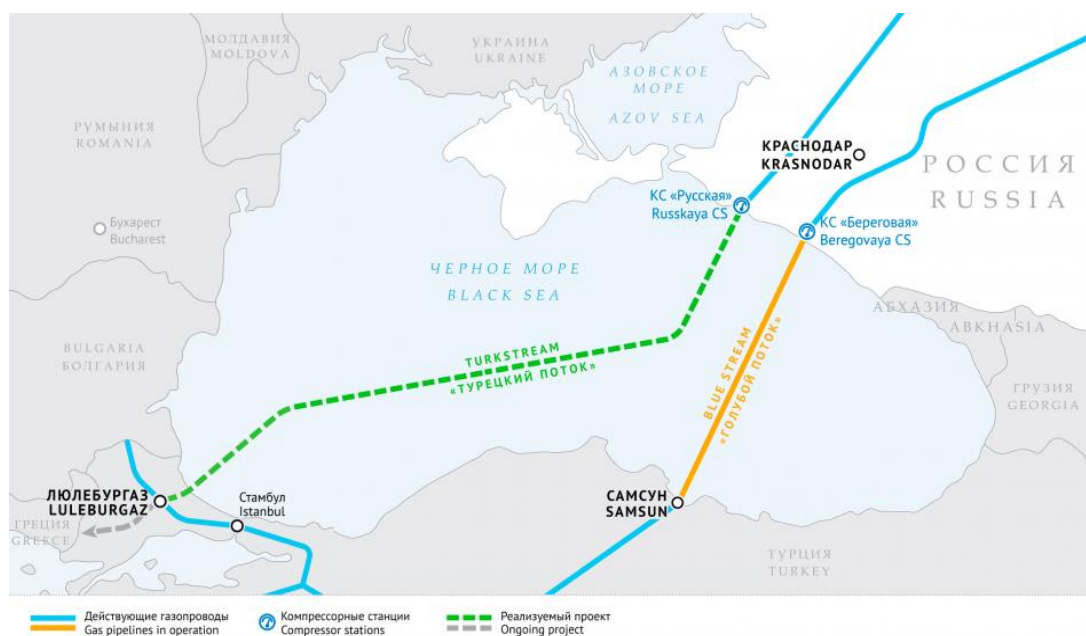 УКРАИНА
UKRAINE
МОЛДОВА
MOLDOVA
АЗОВСКОЕ
МОРЕ
AZOV SEA
РУМЫНИЯ
ROMANIA
КРАСНОДАР
KRASNODAR
РОССИЯ
RUSSIA
КС «Русская»
Russkaya CS
Бухарест
Bucharest
КС «Береговая»
Beregovaya CS
ЧЕРНОЕ МОРЕ
BLACK SEA
АБХАЗИЯ
ABKHASIA
BULGARIA
БОЛГАРИЯ
TURKSTREAM
«ТУРЕЦКИЙ ПОТОК»
BLUE STREAM
«ГОЛУБОЙ ПОТОК»
ГРУЗИЯ
GEORGIA
ЛЮЛЕБУРГАЗ
LULEBURGAZ
Стамбул
Istanbul
САМСУН
SAMSUN
ГРЕЦИЯ
GREECE
ТУРЦИЯ
TURKEY
Действующие газопроводы
Gas pipelines in operation
Компрессорные станции
Compressor stations
Реализуемый проект
Ongoing project